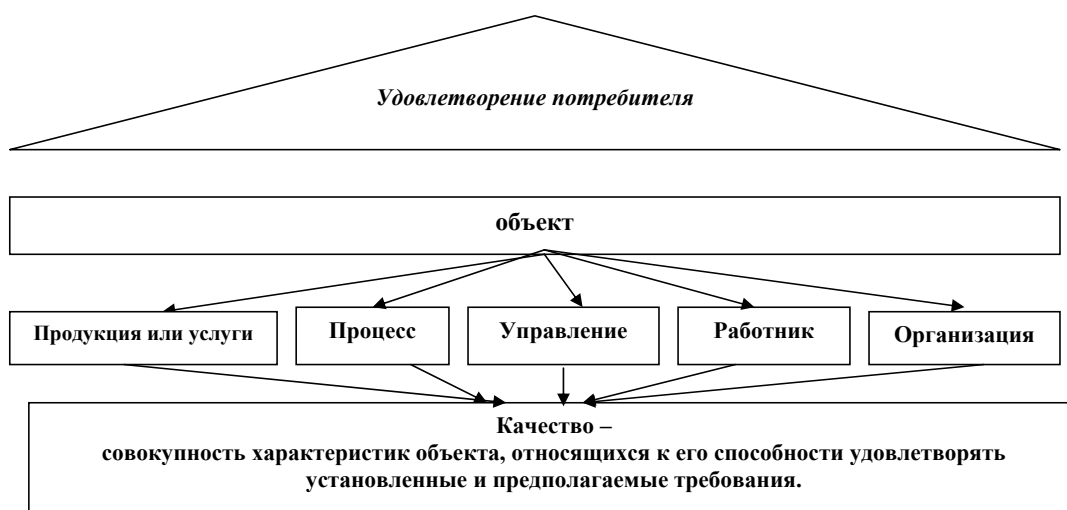 Удовлетворение потребителя
объект
Продукция или услуги
Процесс
Управление
Работник
Организация
Качество –
совокупность характеристик объекта, относящихся к его способности удовлетворять
установленные и предполагаемые требования.